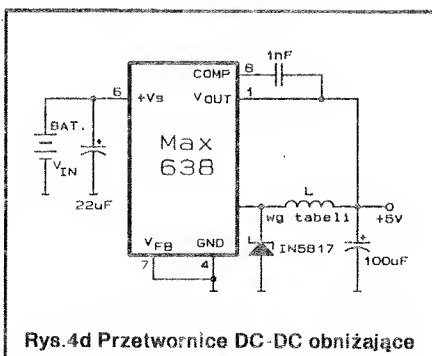 1nF
COMP 8
6 +Vs
VOUT 1
BAT.
Max
638
VIN
22uF
L
wg tabeli
+5V
VFB
GND
IN5817
7
4
100uF
Rys.4d Przetwornice DC-DC obniżające